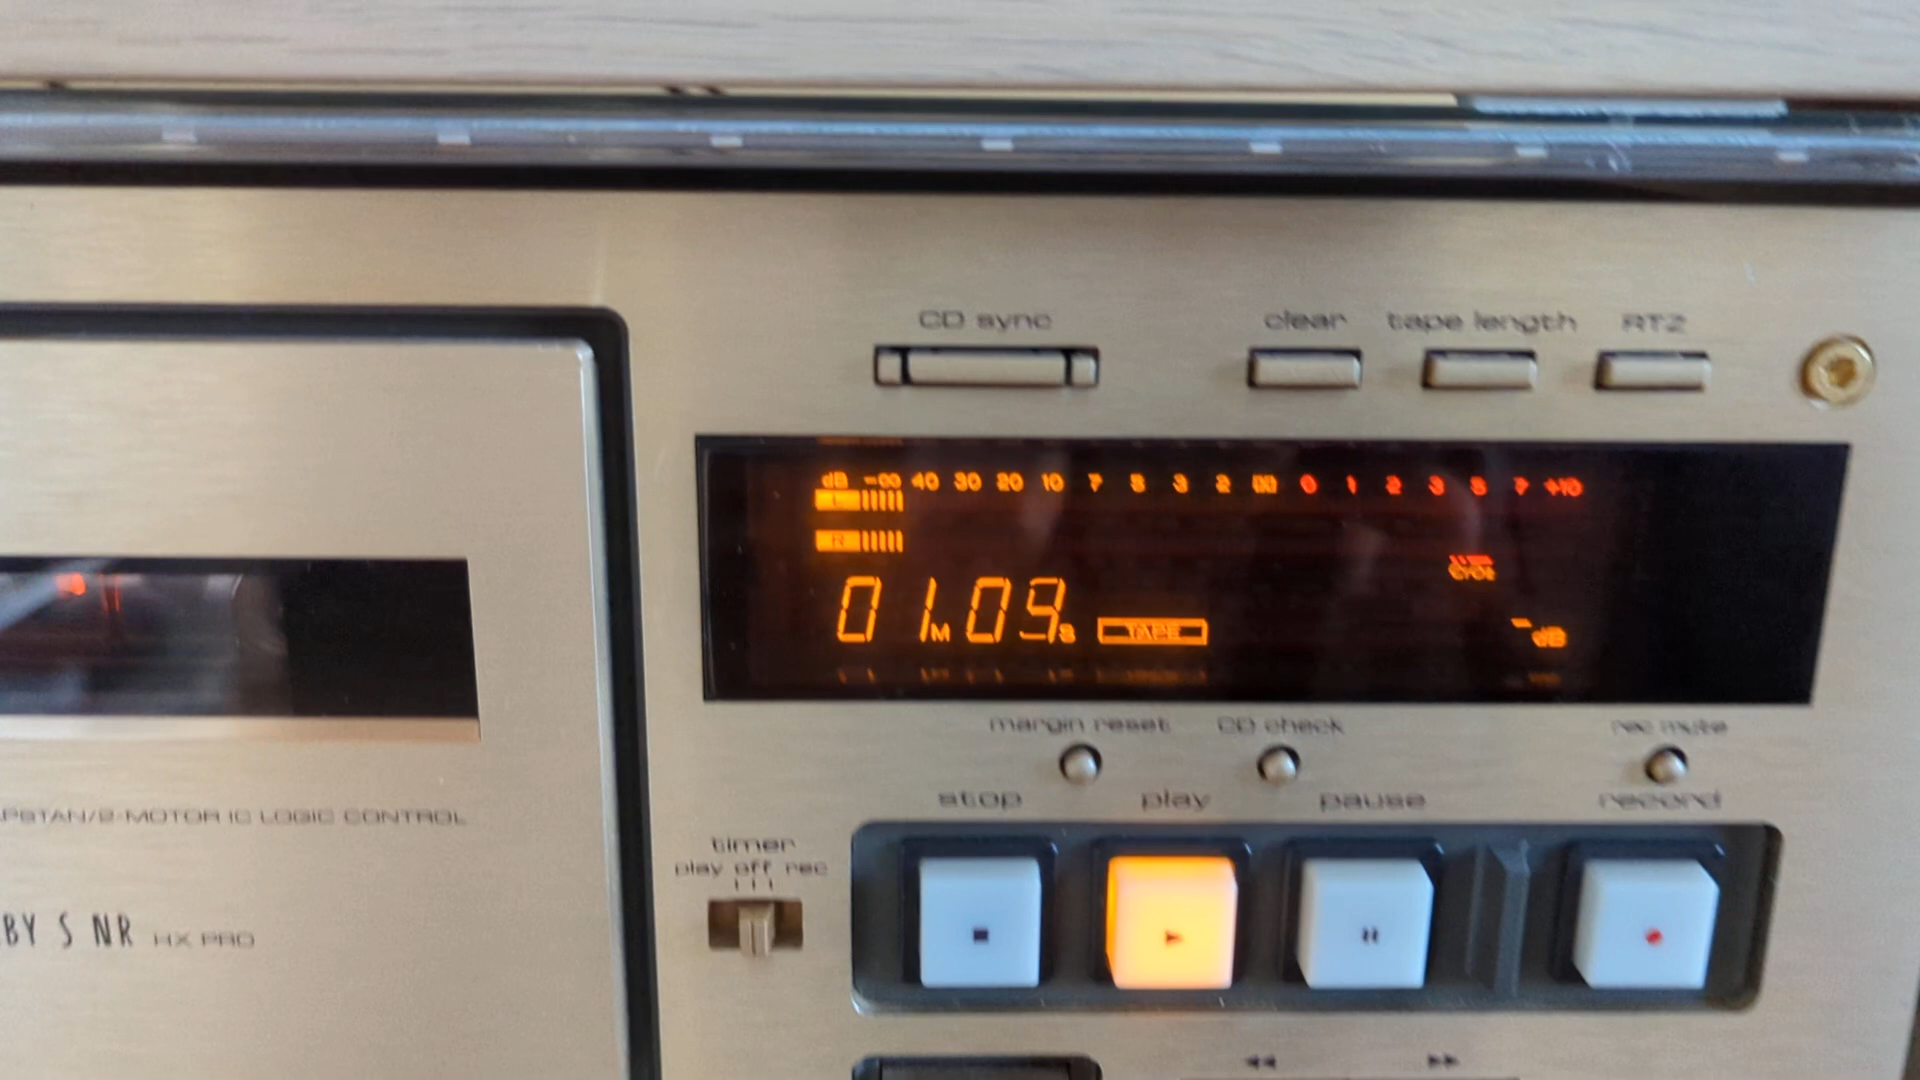 CD sync
clear
tape length
RT2
dB -∞ 40 30 20 10 7 5 3 2 0 1 2 3 5 7 +10
L
R
01M09S TAPE
dB
margin reset
CD check
rec mute
stop
play
pause
record
APSTAN/2-MOTOR IC LOGIC CONTROL
timer
play off rec
BY S NR HX PRO